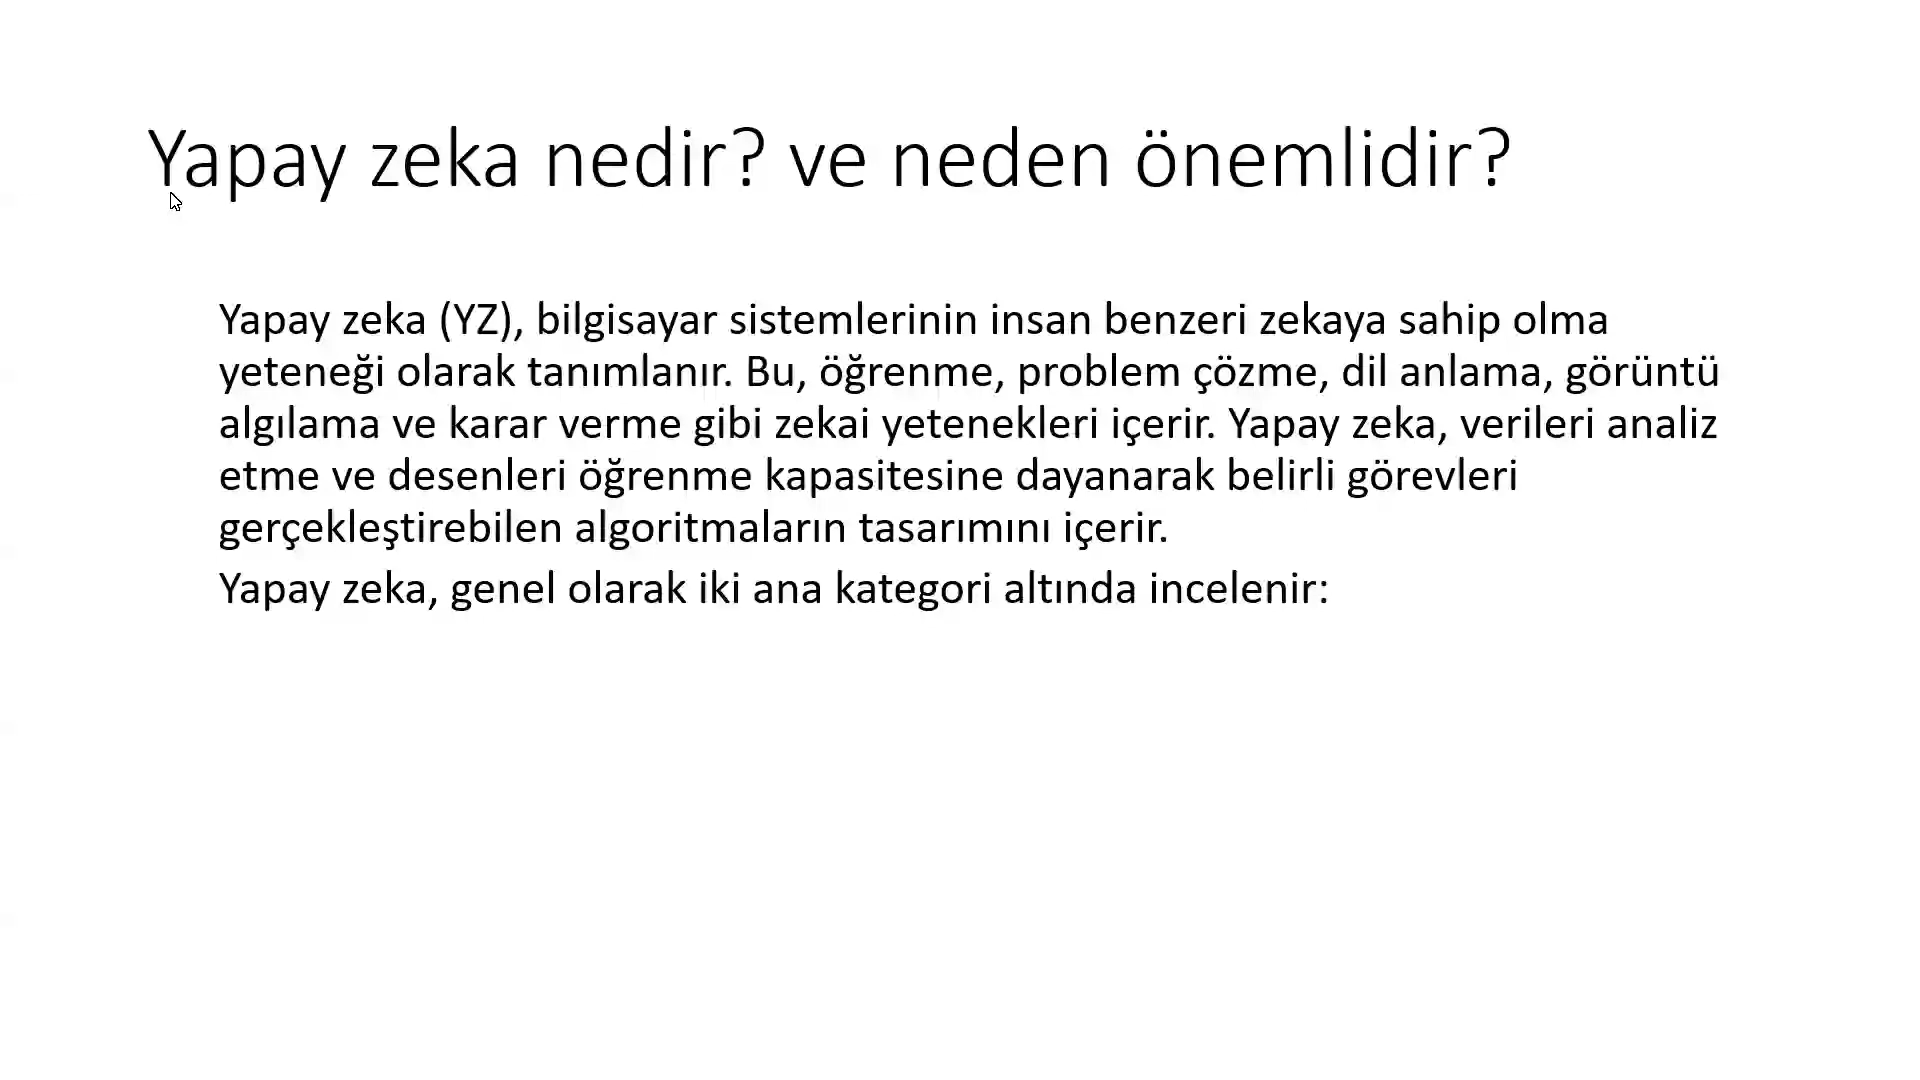 Yapay zeka nedir? ve neden önemlidir?
Yapay zeka (YZ), bilgisayar sistemlerinin insan benzeri zekaya sahip olma
yeteneği olarak tanımlanır. Bu, öğrenme, problem çözme, dil anlama, görüntü
algılama ve karar verme gibi zekai yetenekleri içerir. Yapay zeka, verileri analiz
etme ve desenleri öğrenme kapasitesine dayanarak belirli görevleri
gerçekleştirebilen algoritmaların tasarımını içerir.
Yapay zeka, genel olarak iki ana kategori altında incelenir: